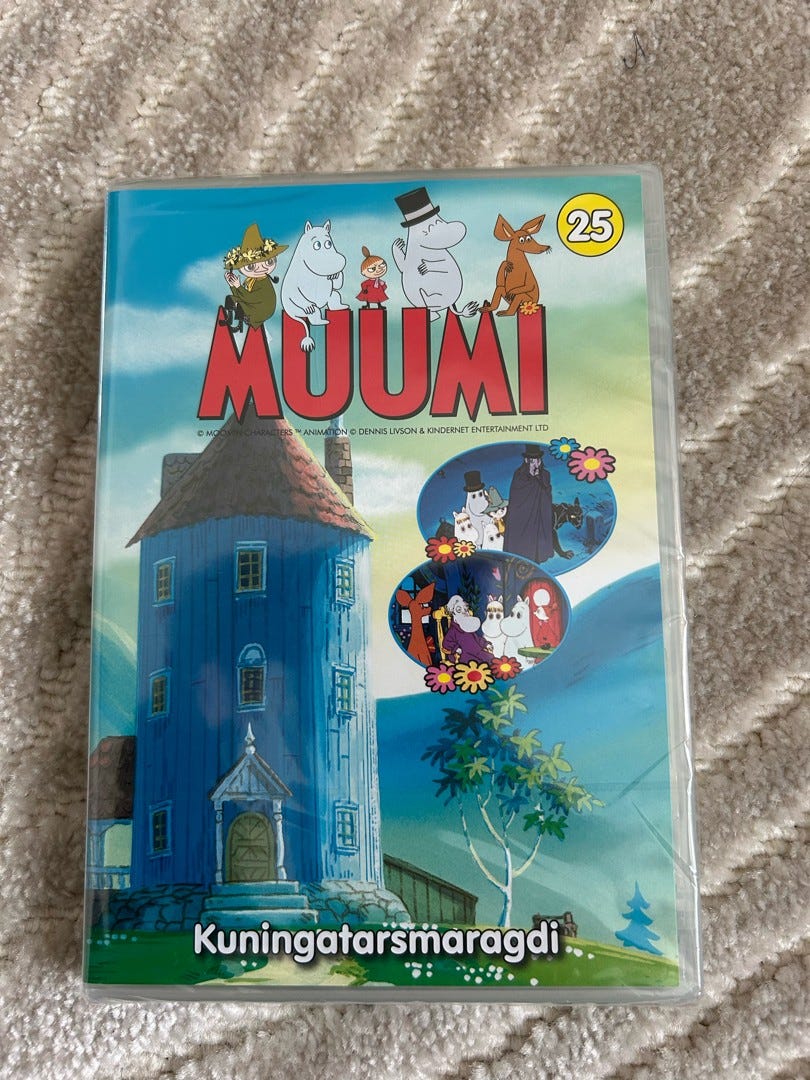 25
MUUMI
© MOOMIN CHARACTERS™ ANIMATION © DENNIS LIVSON & KINDERNET ENTERTAINMENT LTD
Kuningatarsmaragdi